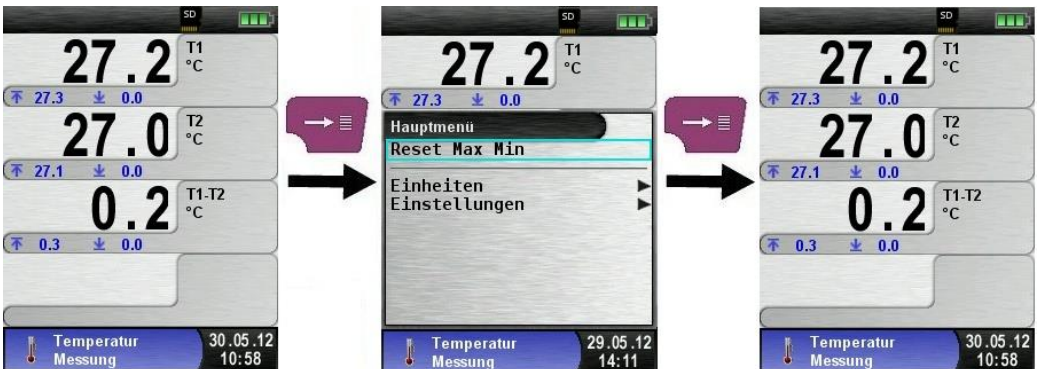 SD
27.2 T1 °C
27.3 0.0
27.0 T2 °C
27.1 0.0
0.2 T1-T2 °C
0.3 0.0
Temperatur 30.05.12
Messung 10:58
SD
27.2 T1 °C
27.3 0.0
Hauptmenü
Reset Max Min
Einheiten
Einstellungen
Temperatur 29.05.12
Messung 14:11
SD
27.2 T1 °C
27.3 0.0
27.0 T2 °C
27.1 0.0
0.2 T1-T2 °C
0.3 0.0
Temperatur 30.05.12
Messung 10:58